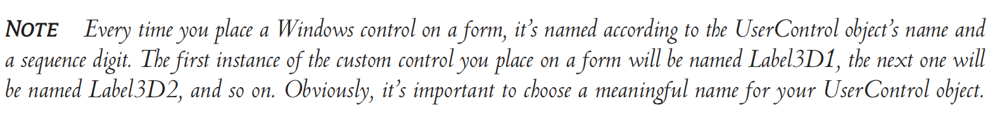 NOTE Every time you place a Windows control on a form, it’s named according to the UserControl object’s name and
a sequence digit. The first instance of the custom control you place on a form will be named Label3D1, the next one will
be named Label3D2, and so on. Obviously, it’s important to choose a meaningful name for your UserControl object.